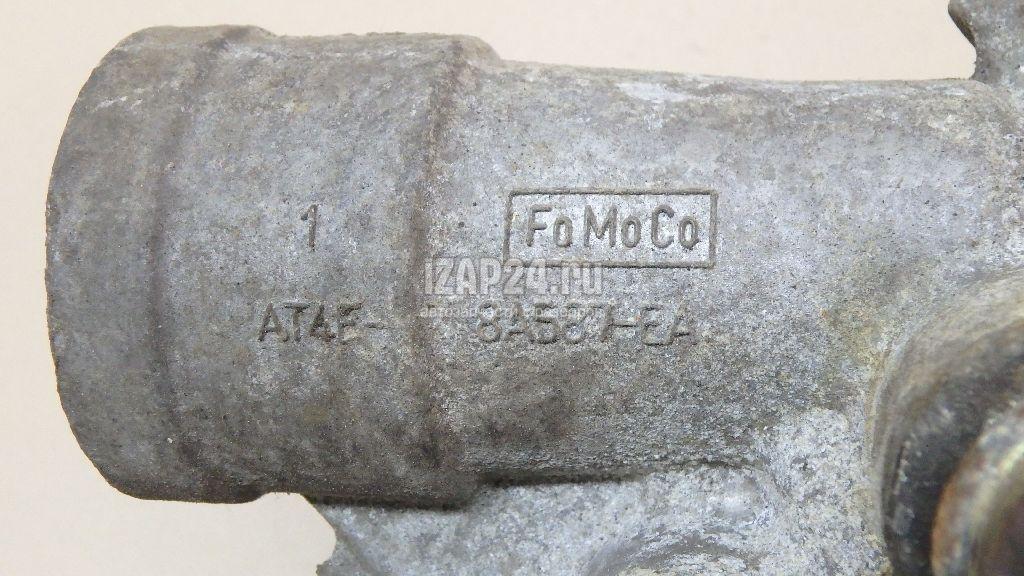 1
FoMoCo
IZAP24.ru
AT4E- 8A587-EA